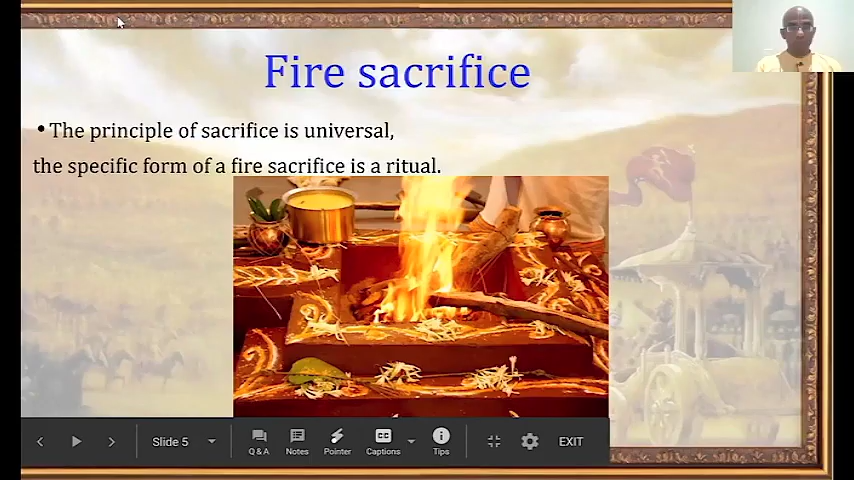 Fire sacrifice
• The principle of sacrifice is universal,
the specific form of a fire sacrifice is a ritual.
Slide 5
Q & A
Notes
Pointer
CC
Captions
Tips
EXIT